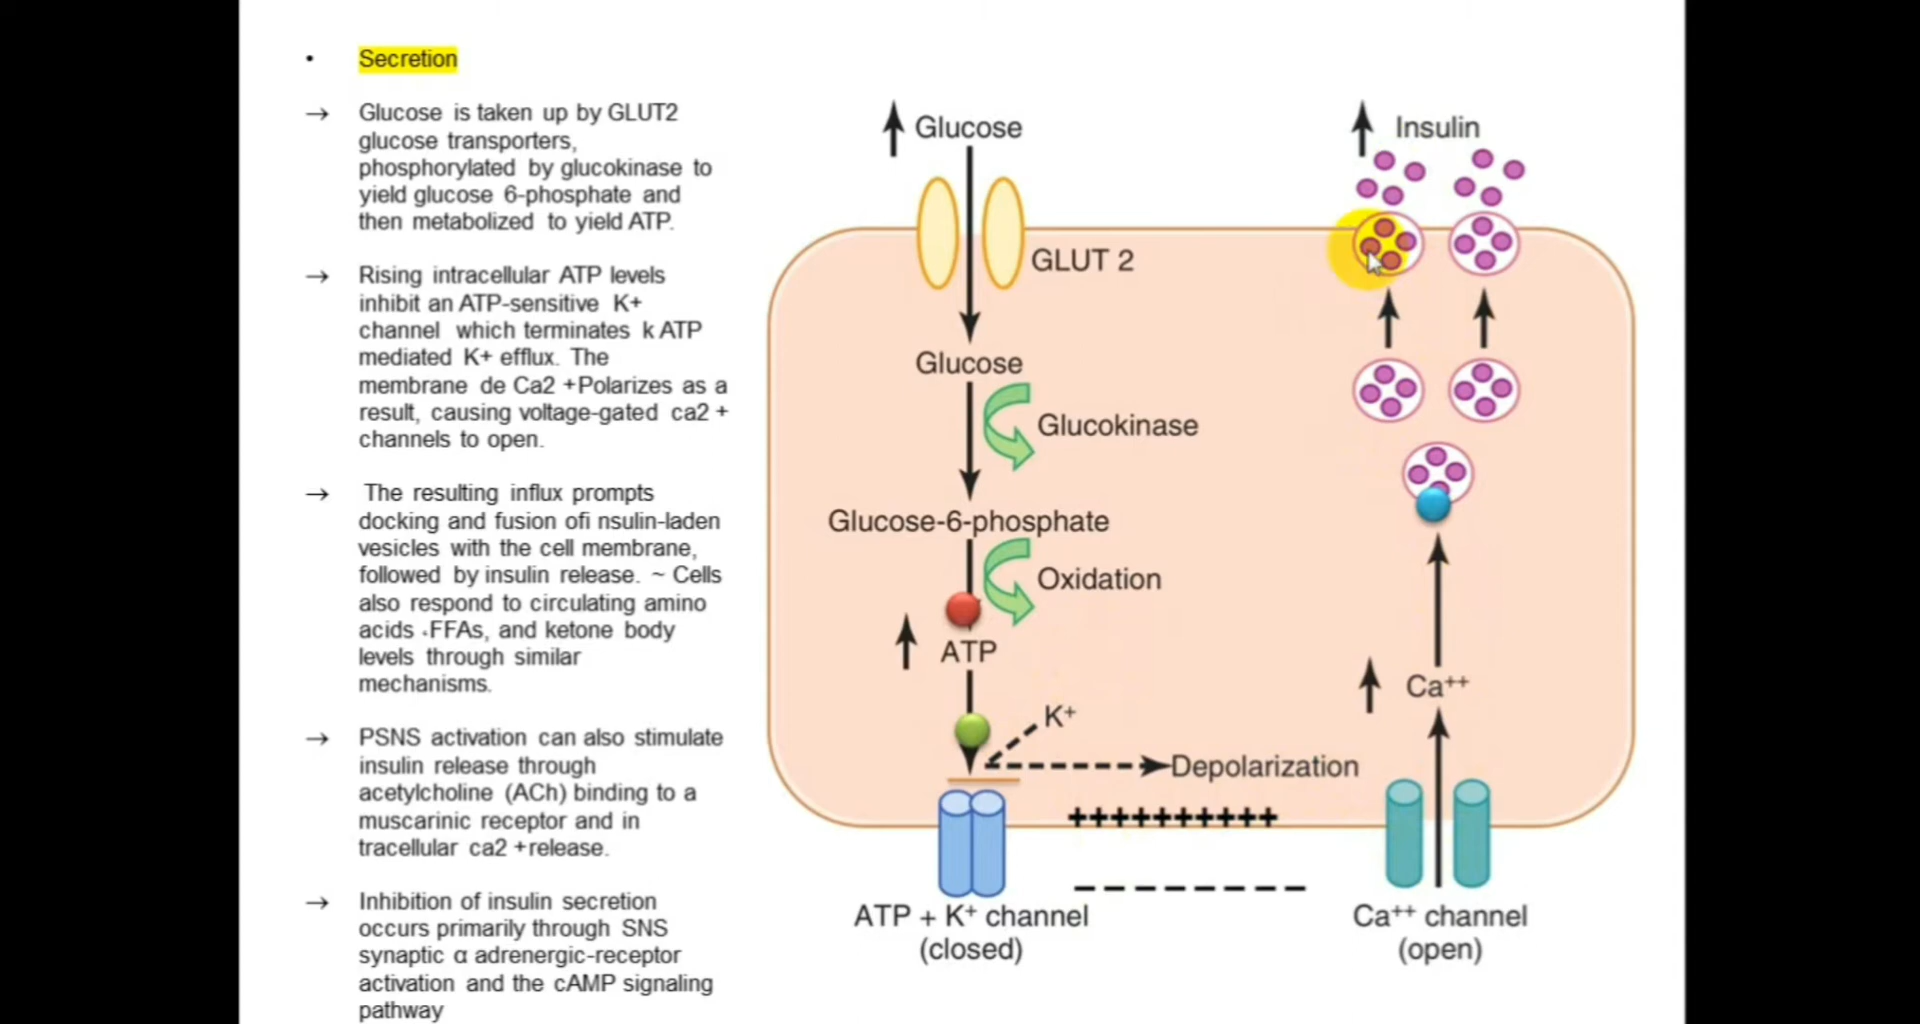 • Secretion
→ Glucose is taken up by GLUT2
glucose transporters,
phosphorylated by glucokinase to
yield glucose 6-phosphate and
then metabolized to yield ATP.
→ Rising intracellular ATP levels
inhibit an ATP-sensitive K+
channel which terminates k ATP
mediated K+ efflux. The
membrane de Ca2 +Polarizes as a
result, causing voltage-gated ca2 +
channels to open.
→ The resulting influx prompts
docking and fusion ofi nsulin-laden
vesicles with the cell membrane,
followed by insulin release. ~ Cells
also respond to circulating amino
acids ·FFAs, and ketone body
levels through similar
mechanisms.
→ PSNS activation can also stimulate
insulin release through
acetylcholine (ACh) binding to a
muscarinic receptor and in
tracellular ca2 +release.
→ Inhibition of insulin secretion
occurs primarily through SNS
synaptic α adrenergic-receptor
activation and the cAMP signaling
pathway
Glucose
GLUT 2
Glucose
Glucokinase
Glucose-6-phosphate
Oxidation
ATP
K+
Depolarization
++++++++++
– – – – – – – – –
ATP + K+ channel
(closed)
Insulin
Ca++
Ca++ channel
(open)